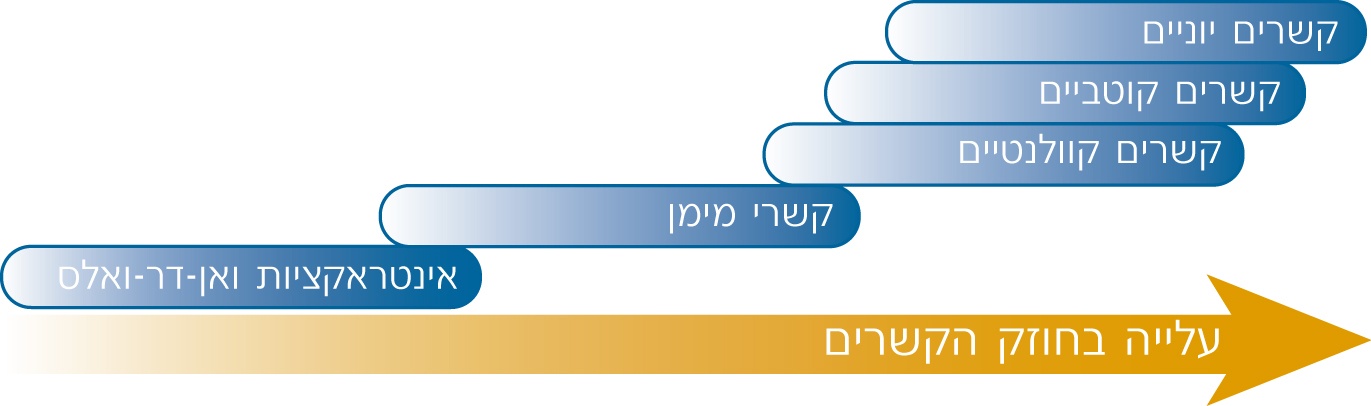 קשרים יוניים
קשרים קוטביים
קשרים קוולנטיים
קשרי מימן
אינטראקציות ואן-דר-ואלס
עלייה בחוזק הקשרים